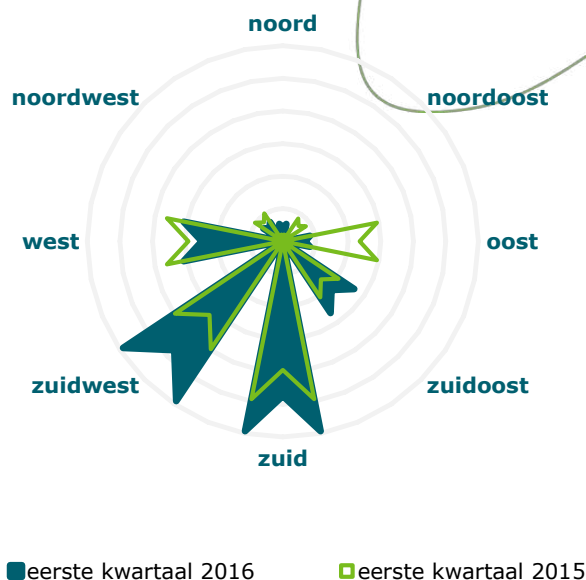 noord
noordwest
noordoost
west
oost
zuidwest
zuidoost
zuid
eerste kwartaal 2016
eerste kwartaal 2015